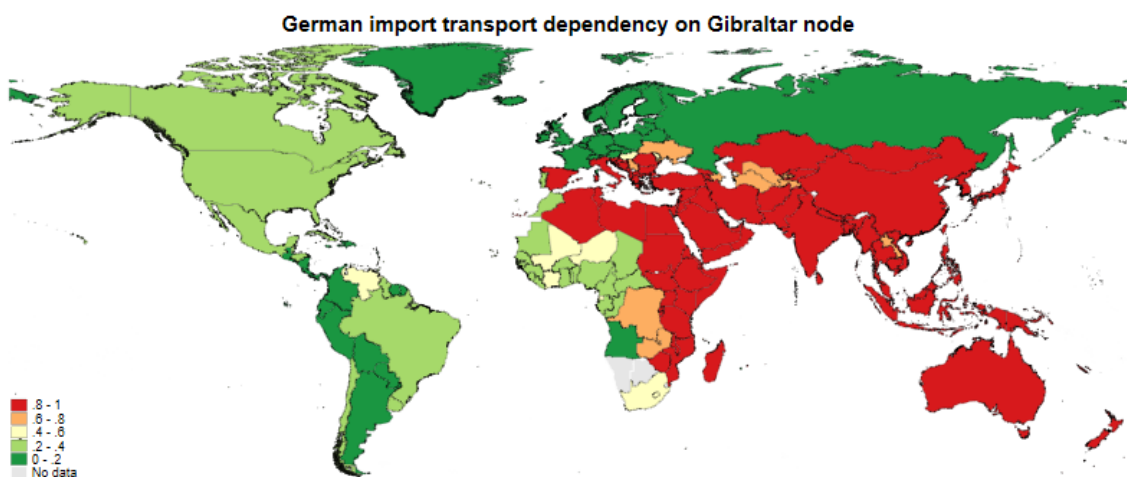 German import transport dependency on Gibraltar node
.8 - 1
.6 - .8
.4 - .6
.2 - .4
0 - .2
No data